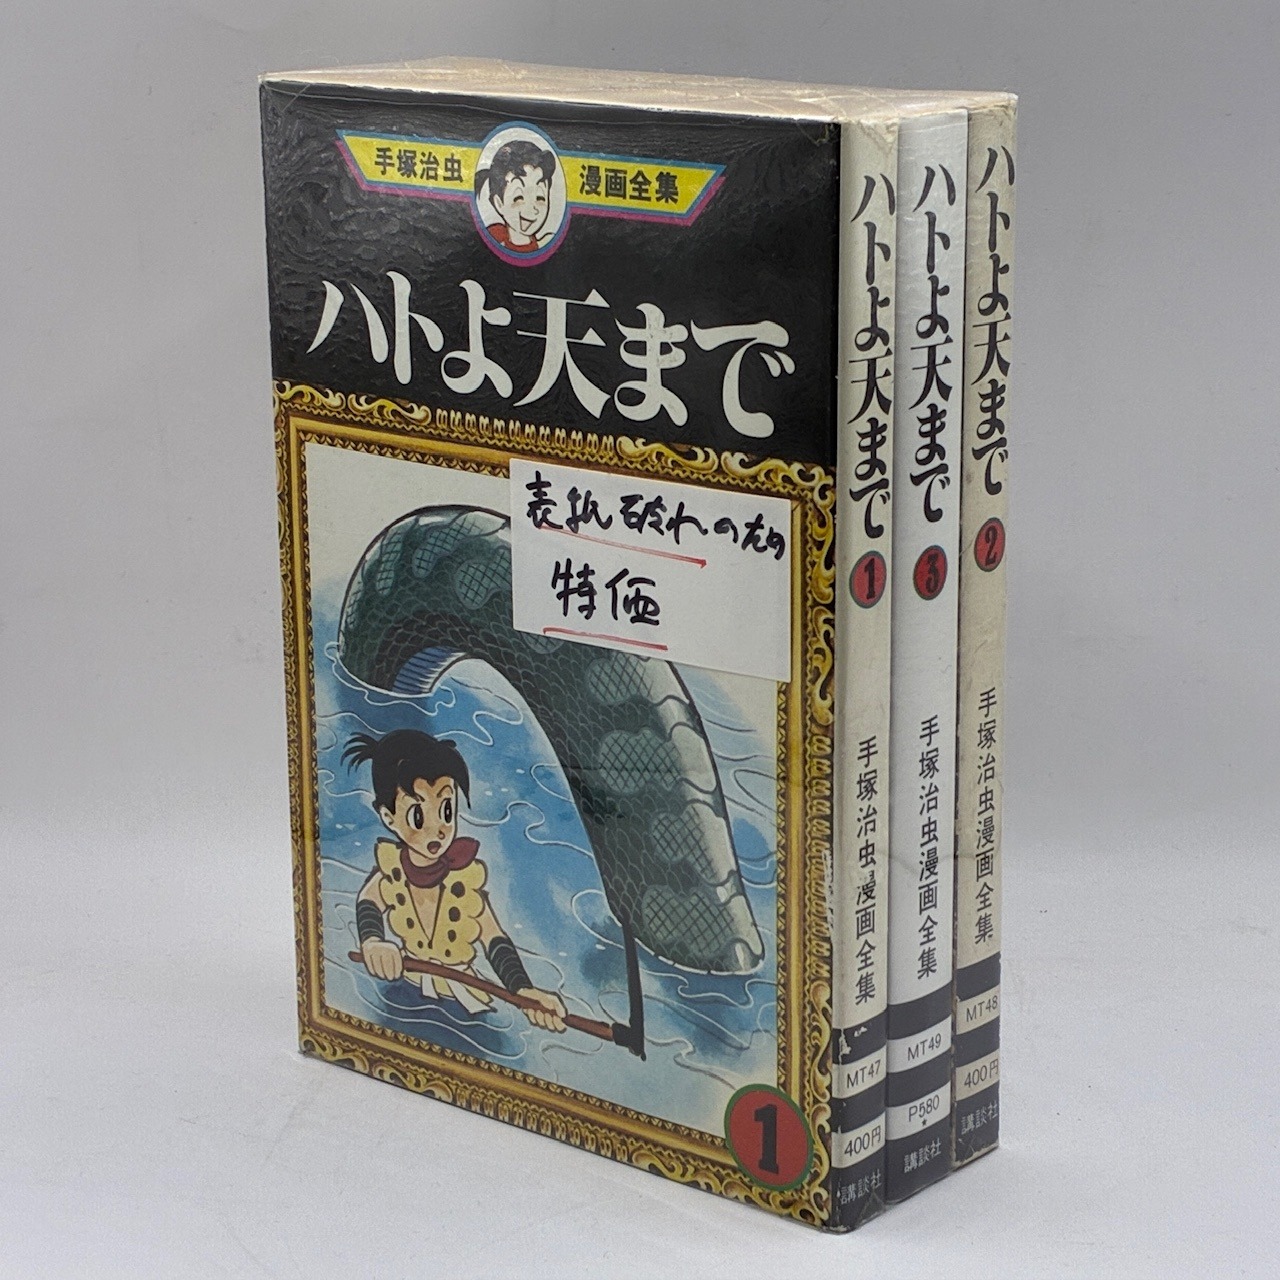 手塚治虫 漫画全集
ハトよ天まで
表紙破れのため
特価
1
ハトよ天まで 1
手塚治虫漫画全集
MT47
400円
講談社
ハトよ天まで 3
手塚治虫漫画全集
MT49
P580
*
講談社
ハトよ天まで 2
手塚治虫漫画全集
MT48
400円
講談社